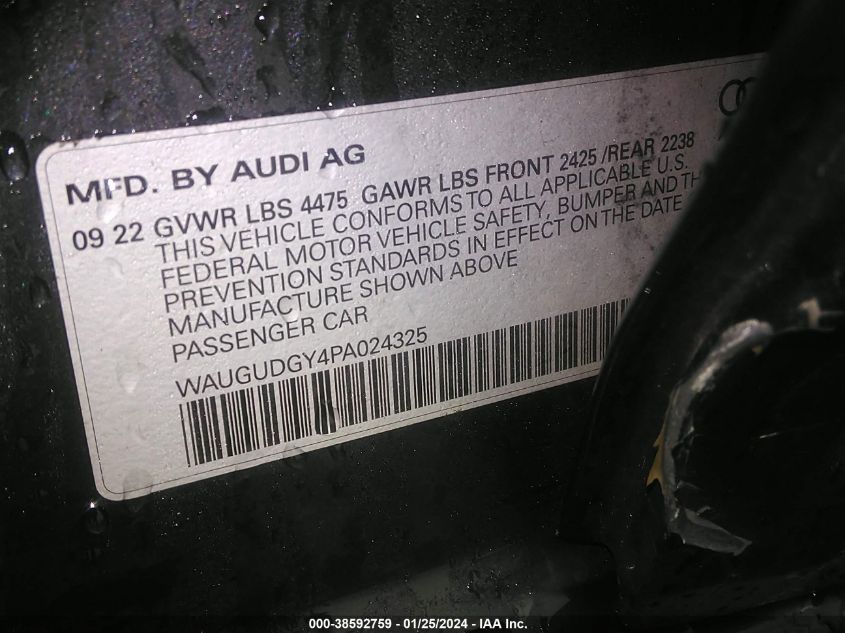 MFD. BY AUDI AG
09 22 GVWR LBS 4475 GAWR LBS FRONT 2425 /REAR 2238
THIS VEHICLE CONFORMS TO ALL APPLICABLE U.S.
FEDERAL MOTOR VEHICLE SAFETY, BUMPER AND
PREVENTION STANDARDS IN EFFECT ON THE DATE
MANUFACTURE SHOWN ABOVE
PASSENGER CAR
WAUGUDGY4PA024325
000-38592759 - 01/25/2024 - IAA Inc.